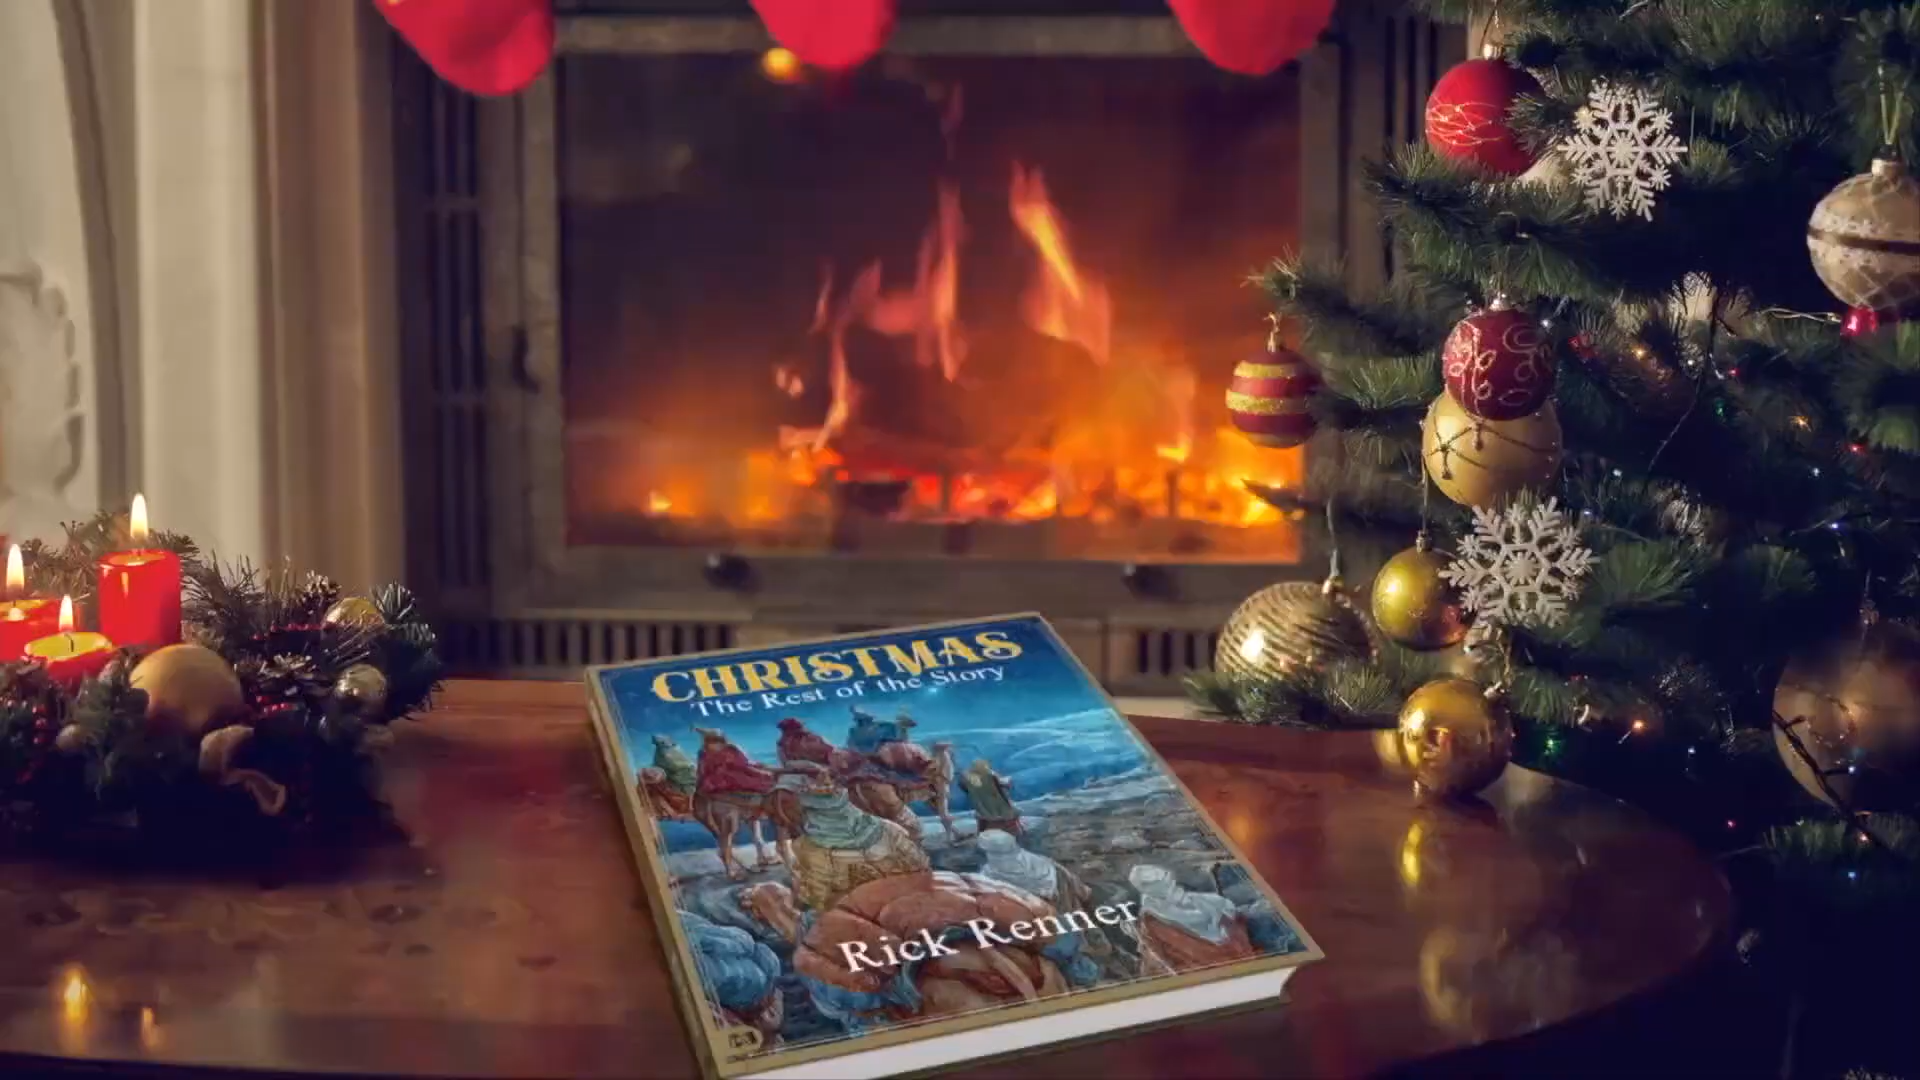 CHRISTMAS
The Rest of the Story
Rick Renner